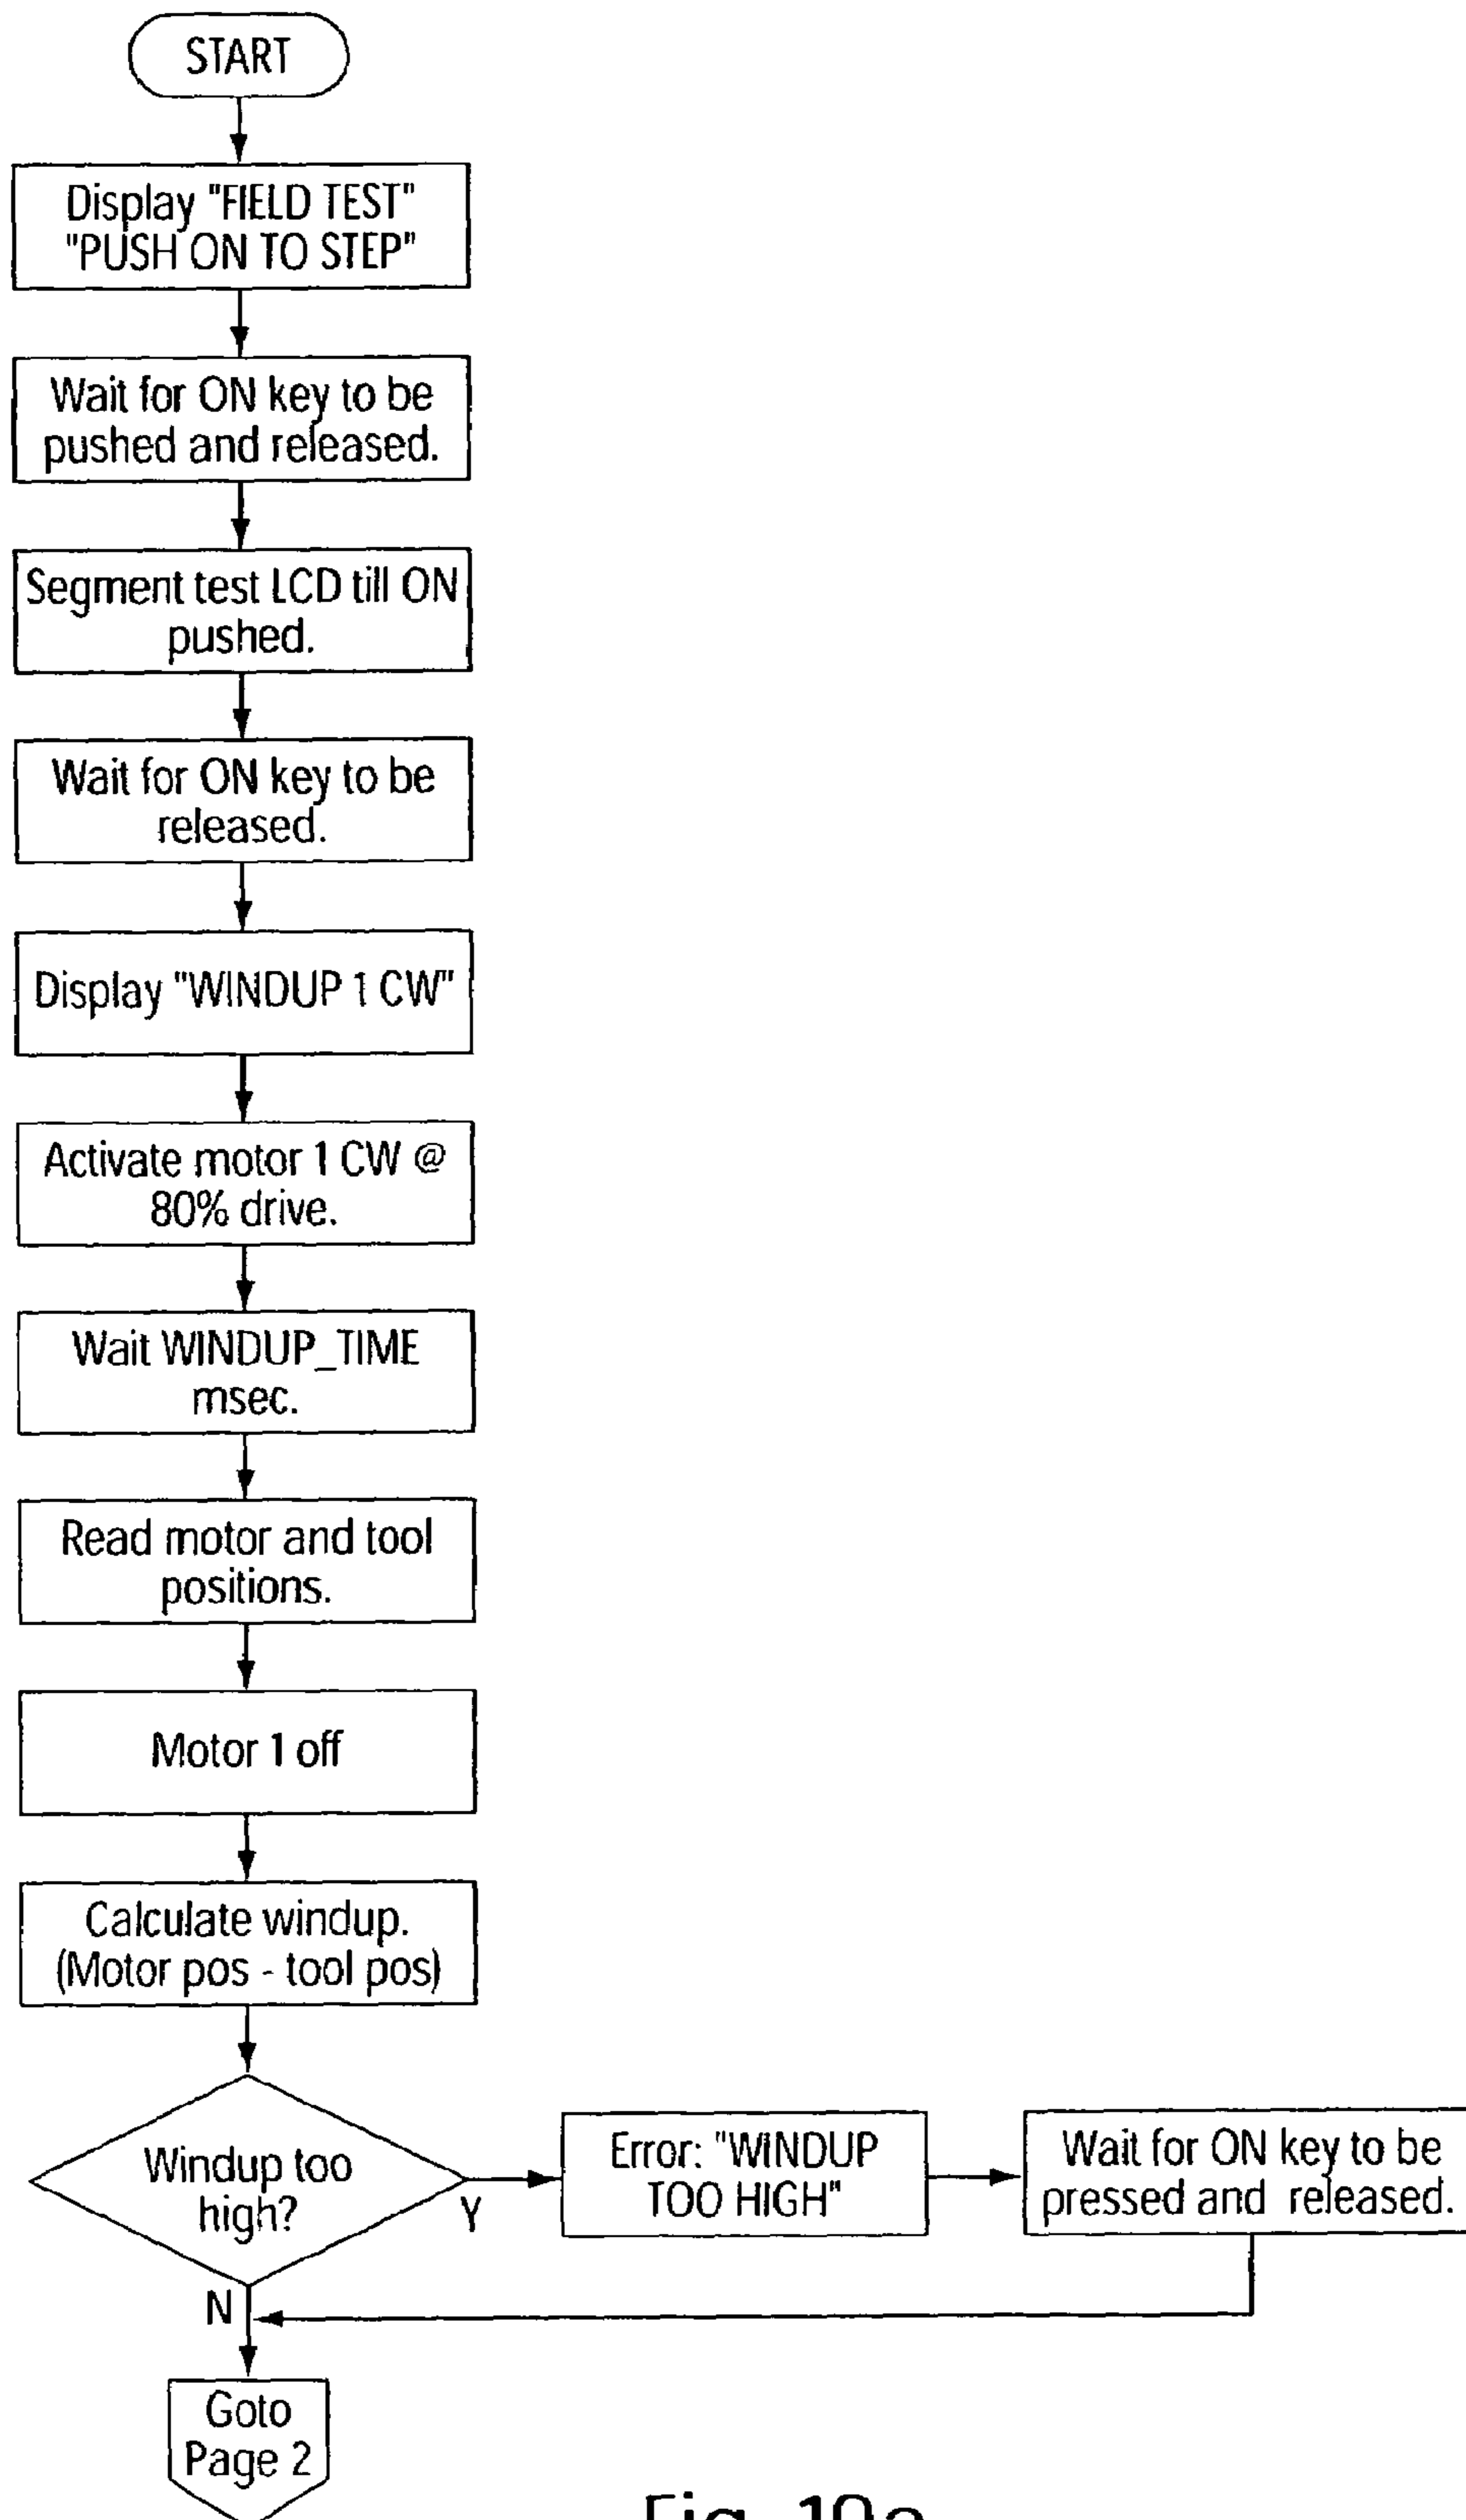 START
Display "FIELD TEST"
"PUSH ON TO STEP"
Wait for ON key to be
pushed and released.
Segment test LCD till ON
pushed.
Wait for ON key to be
released.
Display "WINDUP 1 CW"
Activate motor 1 CW @
80% drive.
Wait WINDUP_TIME
msec.
Read motor and tool
positions.
Motor 1 off
Calculate windup.
(Motor pos - tool pos)
Windup too
high?
Y
Error: "WINDUP
TOO HIGH"
Wait for ON key to be
pressed and released.
N
Goto
Page 2
Fig.